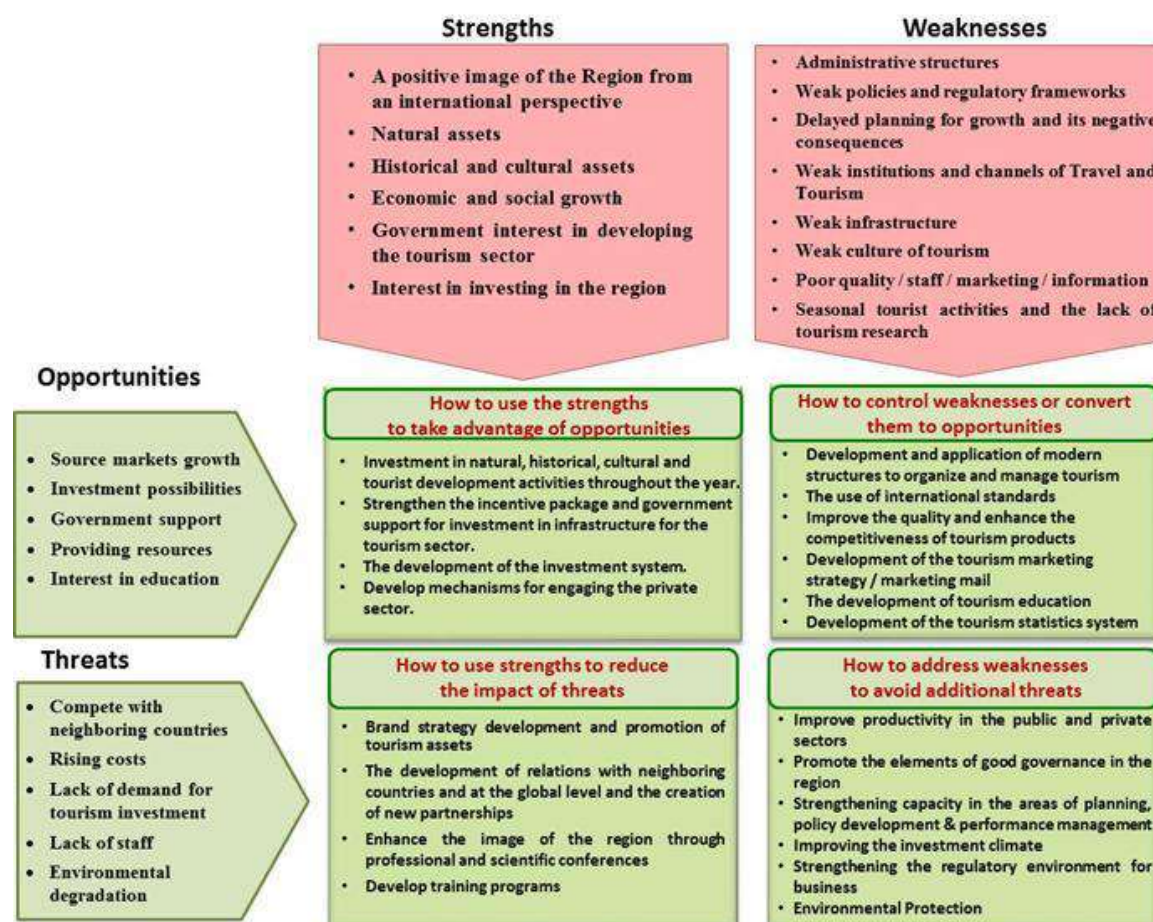 Strengths
• A positive image of the Region from
an international perspective
• Natural assets
• Historical and cultural assets
• Economic and social growth
• Government interest in developing
the tourism sector
• Interest in investing in the region
Weaknesses
• Administrative structures
• Weak policies and regulatory frameworks
• Delayed planning for growth and its negative
consequences
• Weak institutions and channels of Travel and
Tourism
• Weak infrastructure
• Weak culture of tourism
• Poor quality / staff / marketing / information
• Seasonal tourist activities and the lack of
tourism research
Opportunities
• Source markets growth
• Investment possibilities
• Government support
• Providing resources
• Interest in education
How to use the strengths
to take advantage of opportunities
• Investment in natural, historical, cultural and
tourist development activities throughout the year.
• Strengthen the incentive package and government
support for investment in infrastructure for the
tourism sector.
• The development of the investment system.
• Develop mechanisms for engaging the private
sector.
How to control weaknesses or convert
them to opportunities
• Development and application of modern
structures to organize and manage tourism
• The use of international standards
• Improve the quality and enhance the
competitiveness of tourism products
• Development of the tourism marketing
strategy / marketing mail
• The development of tourism education
• Development of the tourism statistics system
Threats
• Compete with
neighboring countries
• Rising costs
• Lack of demand for
tourism investment
• Lack of staff
• Environmental
degradation
How to use strengths to reduce
the impact of threats
• Brand strategy development and promotion of
tourism assets
• The development of relations with neighboring
countries and at the global level and the creation
of new partnerships
• Enhance the image of the region through
professional and scientific conferences
• Develop training programs
How to address weaknesses
to avoid additional threats
• Improve productivity in the public and private
sectors
• Promote the elements of good governance in the
region
• Strengthening capacity in the areas of planning,
policy development & performance management
• Improving the investment climate
• Strengthening the regulatory environment for
business
• Environmental Protection